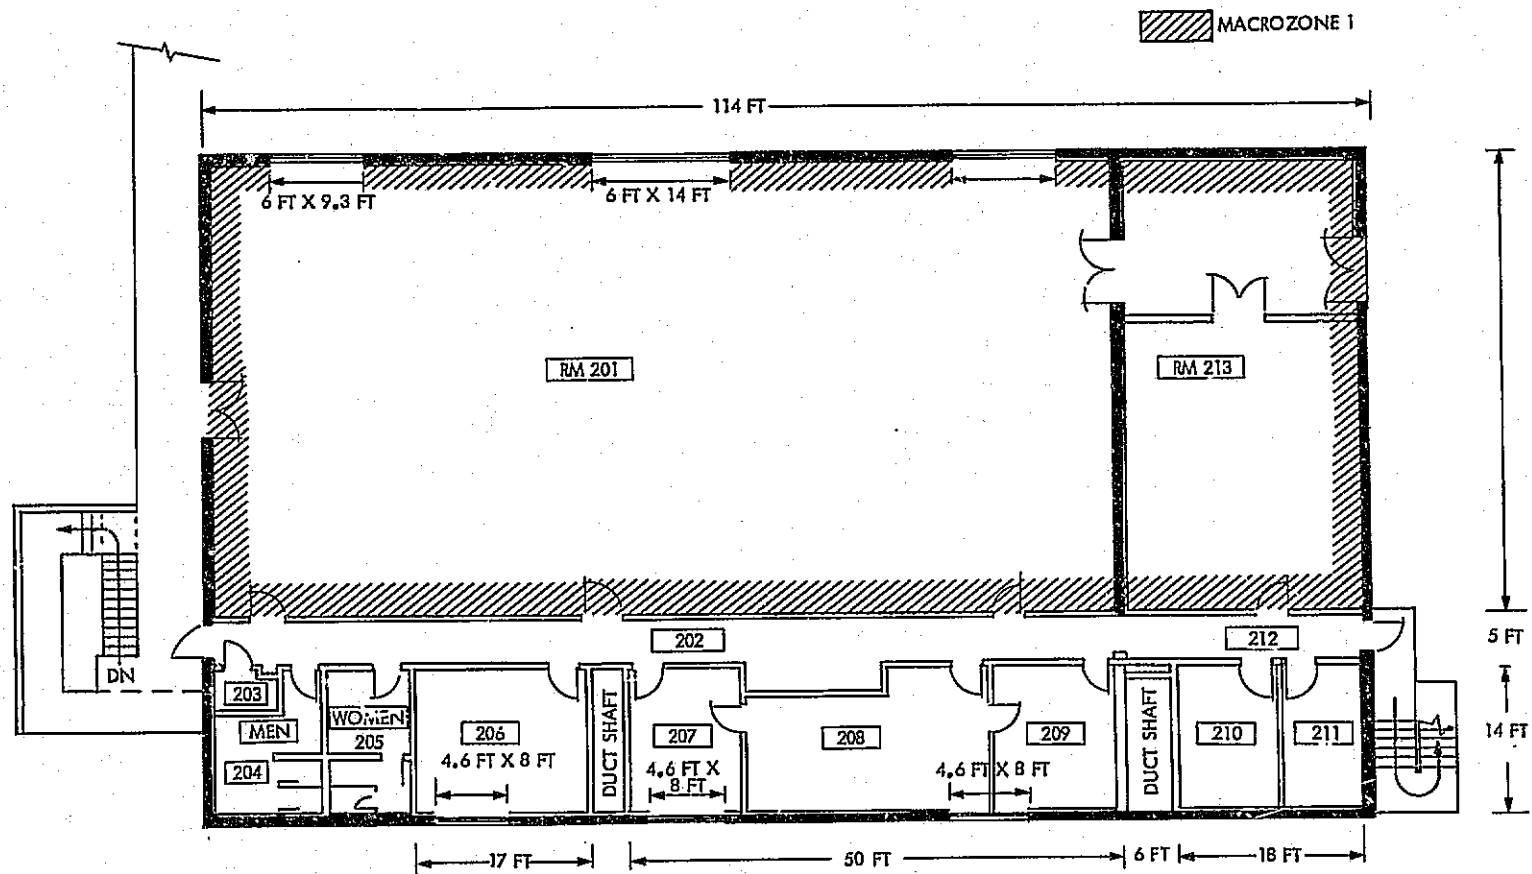 MACROZONE 1
114 FT
6 FT X 9.3 FT
6 FT X 14 FT
RM 201
RM 213
202
212
5 FT
DN
203
MEN
WOMEN
205
204
206
4.6 FT X 8 FT
DUCT SHAFT
207
4.6 FT X
8 FT
208
209
4.6 FT X 8 FT
DUCT SHAFT
210
211
14 FT
17 FT
50 FT
6 FT
18 FT